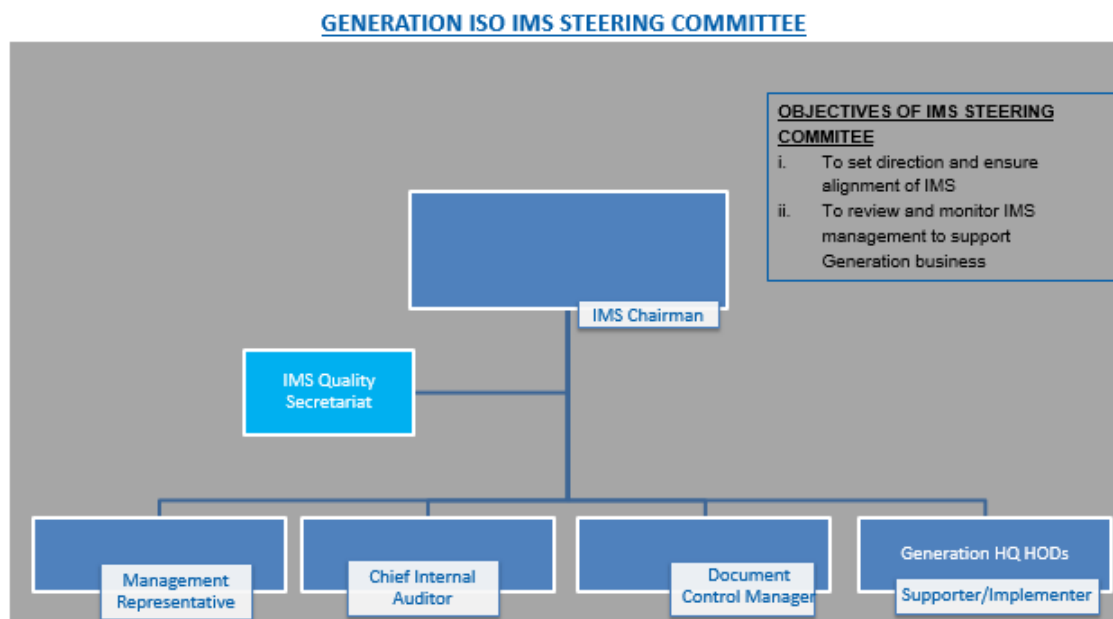 GENERATION ISO IMS STEERING COMMITTEE
OBJECTIVES OF IMS STEERING
COMMITEE
i. To set direction and ensure
alignment of IMS
ii. To review and monitor IMS
management to support
Generation business
IMS Chairman
IMS Quality
Secretariat
Management
Representative
Chief Internal
Auditor
Document
Control Manager
Generation HQ HODs
Supporter/Implementer